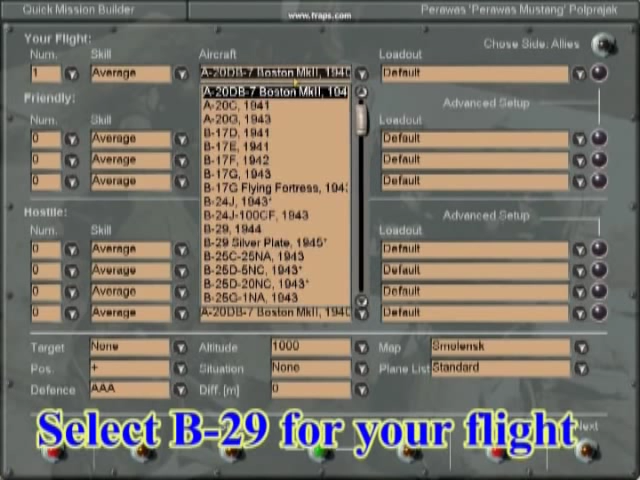 Quick Mission Builder
www.fraps.com
Perawas 'Perawas Mustang' Polprajak
Your Flight:
Chose Side: Allies
Num. Skill Aircraft Loadout
1 Average A-20DB-7 Boston MkII, 194 Default
A-20DB-7 Boston MkII, 194
A-20C, 1941
A-20G, 1943
B-17D, 1941
B-17E, 1941
B-17F, 1942
B-17G, 1943
B-17G Flying Fortress, 194
B-24J, 1943*
B-24J-100CF, 1943
B-29, 1944
B-29 Silver Plate, 1945*
B-25C-25NA, 1943
B-25D-5NC, 1943*
B-25D-20NC, 1943*
B-25G-1NA, 1943
A-20DB-7 Boston MkII, 194
Friendly:
Advanced Setup
Num. Skill Loadout
0 Average Default
0 Average Default
0 Average Default
Hostile:
Advanced Setup
Num. Skill Loadout
0 Average Default
0 Average Default
0 Average Default
0 Average Default
Target None Altitude 1000 Map Smolensk
Pos. + Situation None Plane List Standard
Defence AAA Diff. [m] 0
Select B-29 for your flight
Next